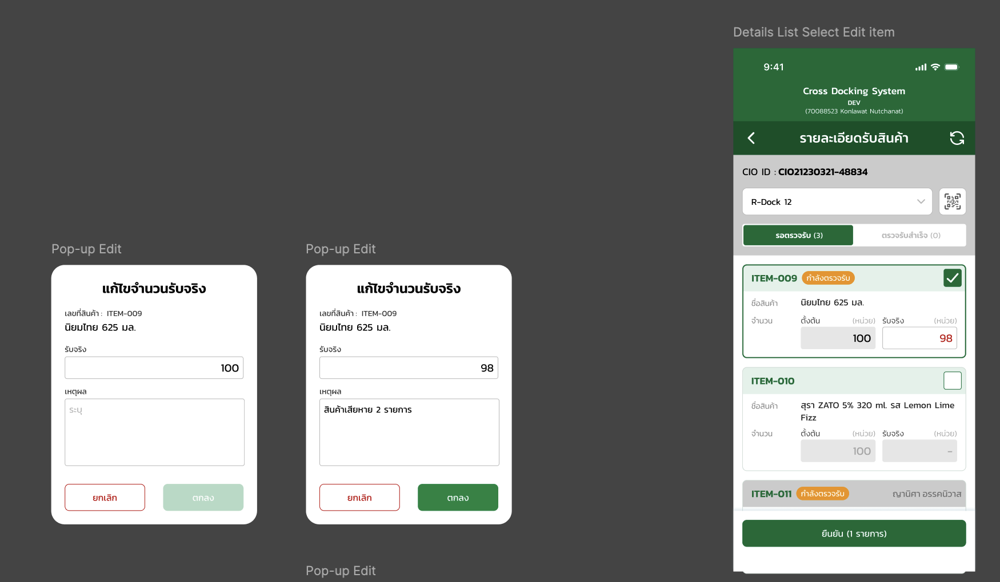 Details List Select Edit item
9:41
Cross Docking System
DEV
(70088523 Konlawat Nutchanat)
รายละเอียดรับสินค้า
CIO ID : CIO21230321-48834
R-Dock 12
รอตรวจรับ (3)
ตรวจรับสำเร็จ (0)
ITEM-009 กำลังตรวจรับ
ชื่อสินค้า นิยมไทย 625 มล.
จำนวน ตั้งต้น (หน่วย) รับจริง (หน่วย)
100 98
ITEM-010
ชื่อสินค้า สุรา ZATO 5% 320 ml. รส Lemon Lime
Fizz
จำนวน ตั้งต้น (หน่วย) รับจริง (หน่วย)
100 -
ITEM-011 กำลังตรวจรับ ญานิศา อรรคนิวาส
ยืนยัน (1 รายการ)
Pop-up Edit
แก้ไขจำนวนรับจริง
เลขที่สินค้า : ITEM-009
นิยมไทย 625 มล.
รับจริง
100
เหตุผล
ระบุ
ยกเลิก ตกลง
Pop-up Edit
แก้ไขจำนวนรับจริง
เลขที่สินค้า : ITEM-009
นิยมไทย 625 มล.
รับจริง
98
เหตุผล
สินค้าเสียหาย 2 รายการ
ยกเลิก ตกลง
Pop-up Edit